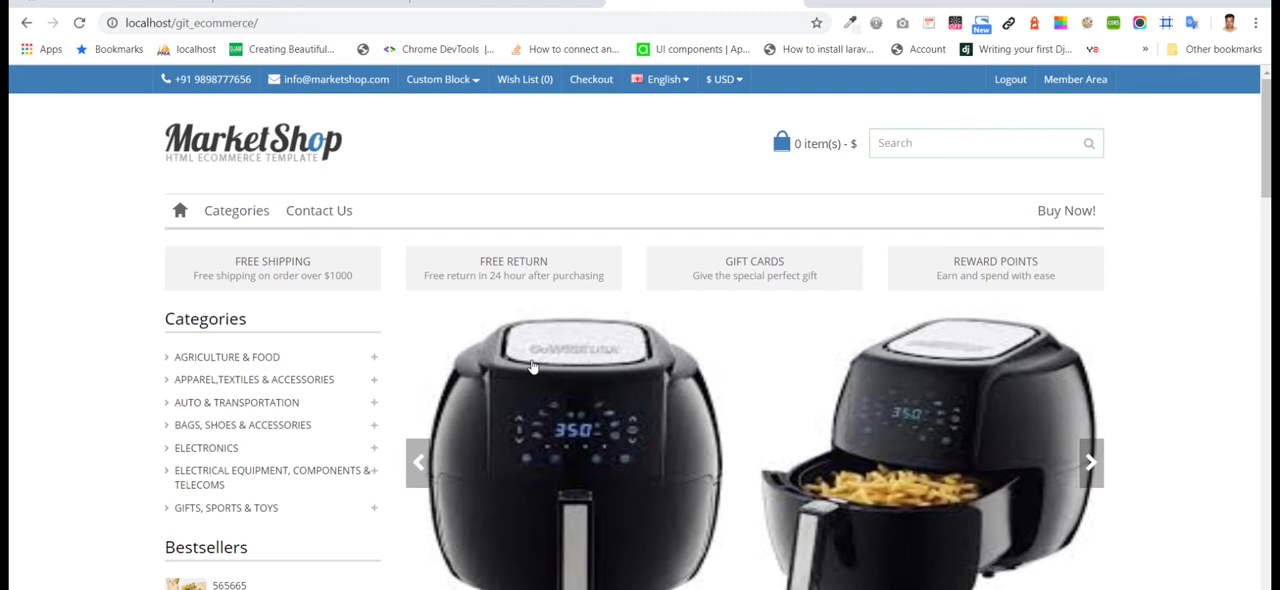 localhost/git_ecommerce/
New
Apps Bookmarks localhost Creating Beautiful... Chrome DevTools |... How to connect an... UI components | Ap... How to install larav... Account Writing your first Dj... » Other bookmarks
+91 9898777656 info@marketshop.com Custom Block Wish List (0) Checkout English $ USD Logout Member Area
MarketShop
HTML ECOMMERCE TEMPLATE
0 item(s) - $ Search
Categories Contact Us Buy Now!
FREE SHIPPING FREE RETURN GIFT CARDS REWARD POINTS
Free shipping on order over $1000 Free return in 24 hour after purchasing Give the special perfect gift Earn and spend with ease
Categories
AGRICULTURE & FOOD +
APPAREL,TEXTILES & ACCESSORIES +
AUTO & TRANSPORTATION +
BAGS, SHOES & ACCESSORIES +
ELECTRONICS +
ELECTRICAL EQUIPMENT, COMPONENTS & +
TELECOMS
GIFTS, SPORTS & TOYS +
Bestsellers
565665
GoWISE USA
350
350